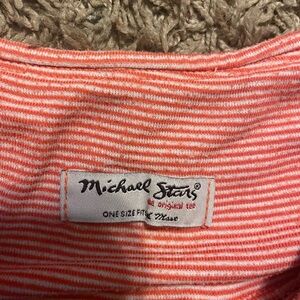 Michael Stars®
original tee
ONE SIZE FITS Most